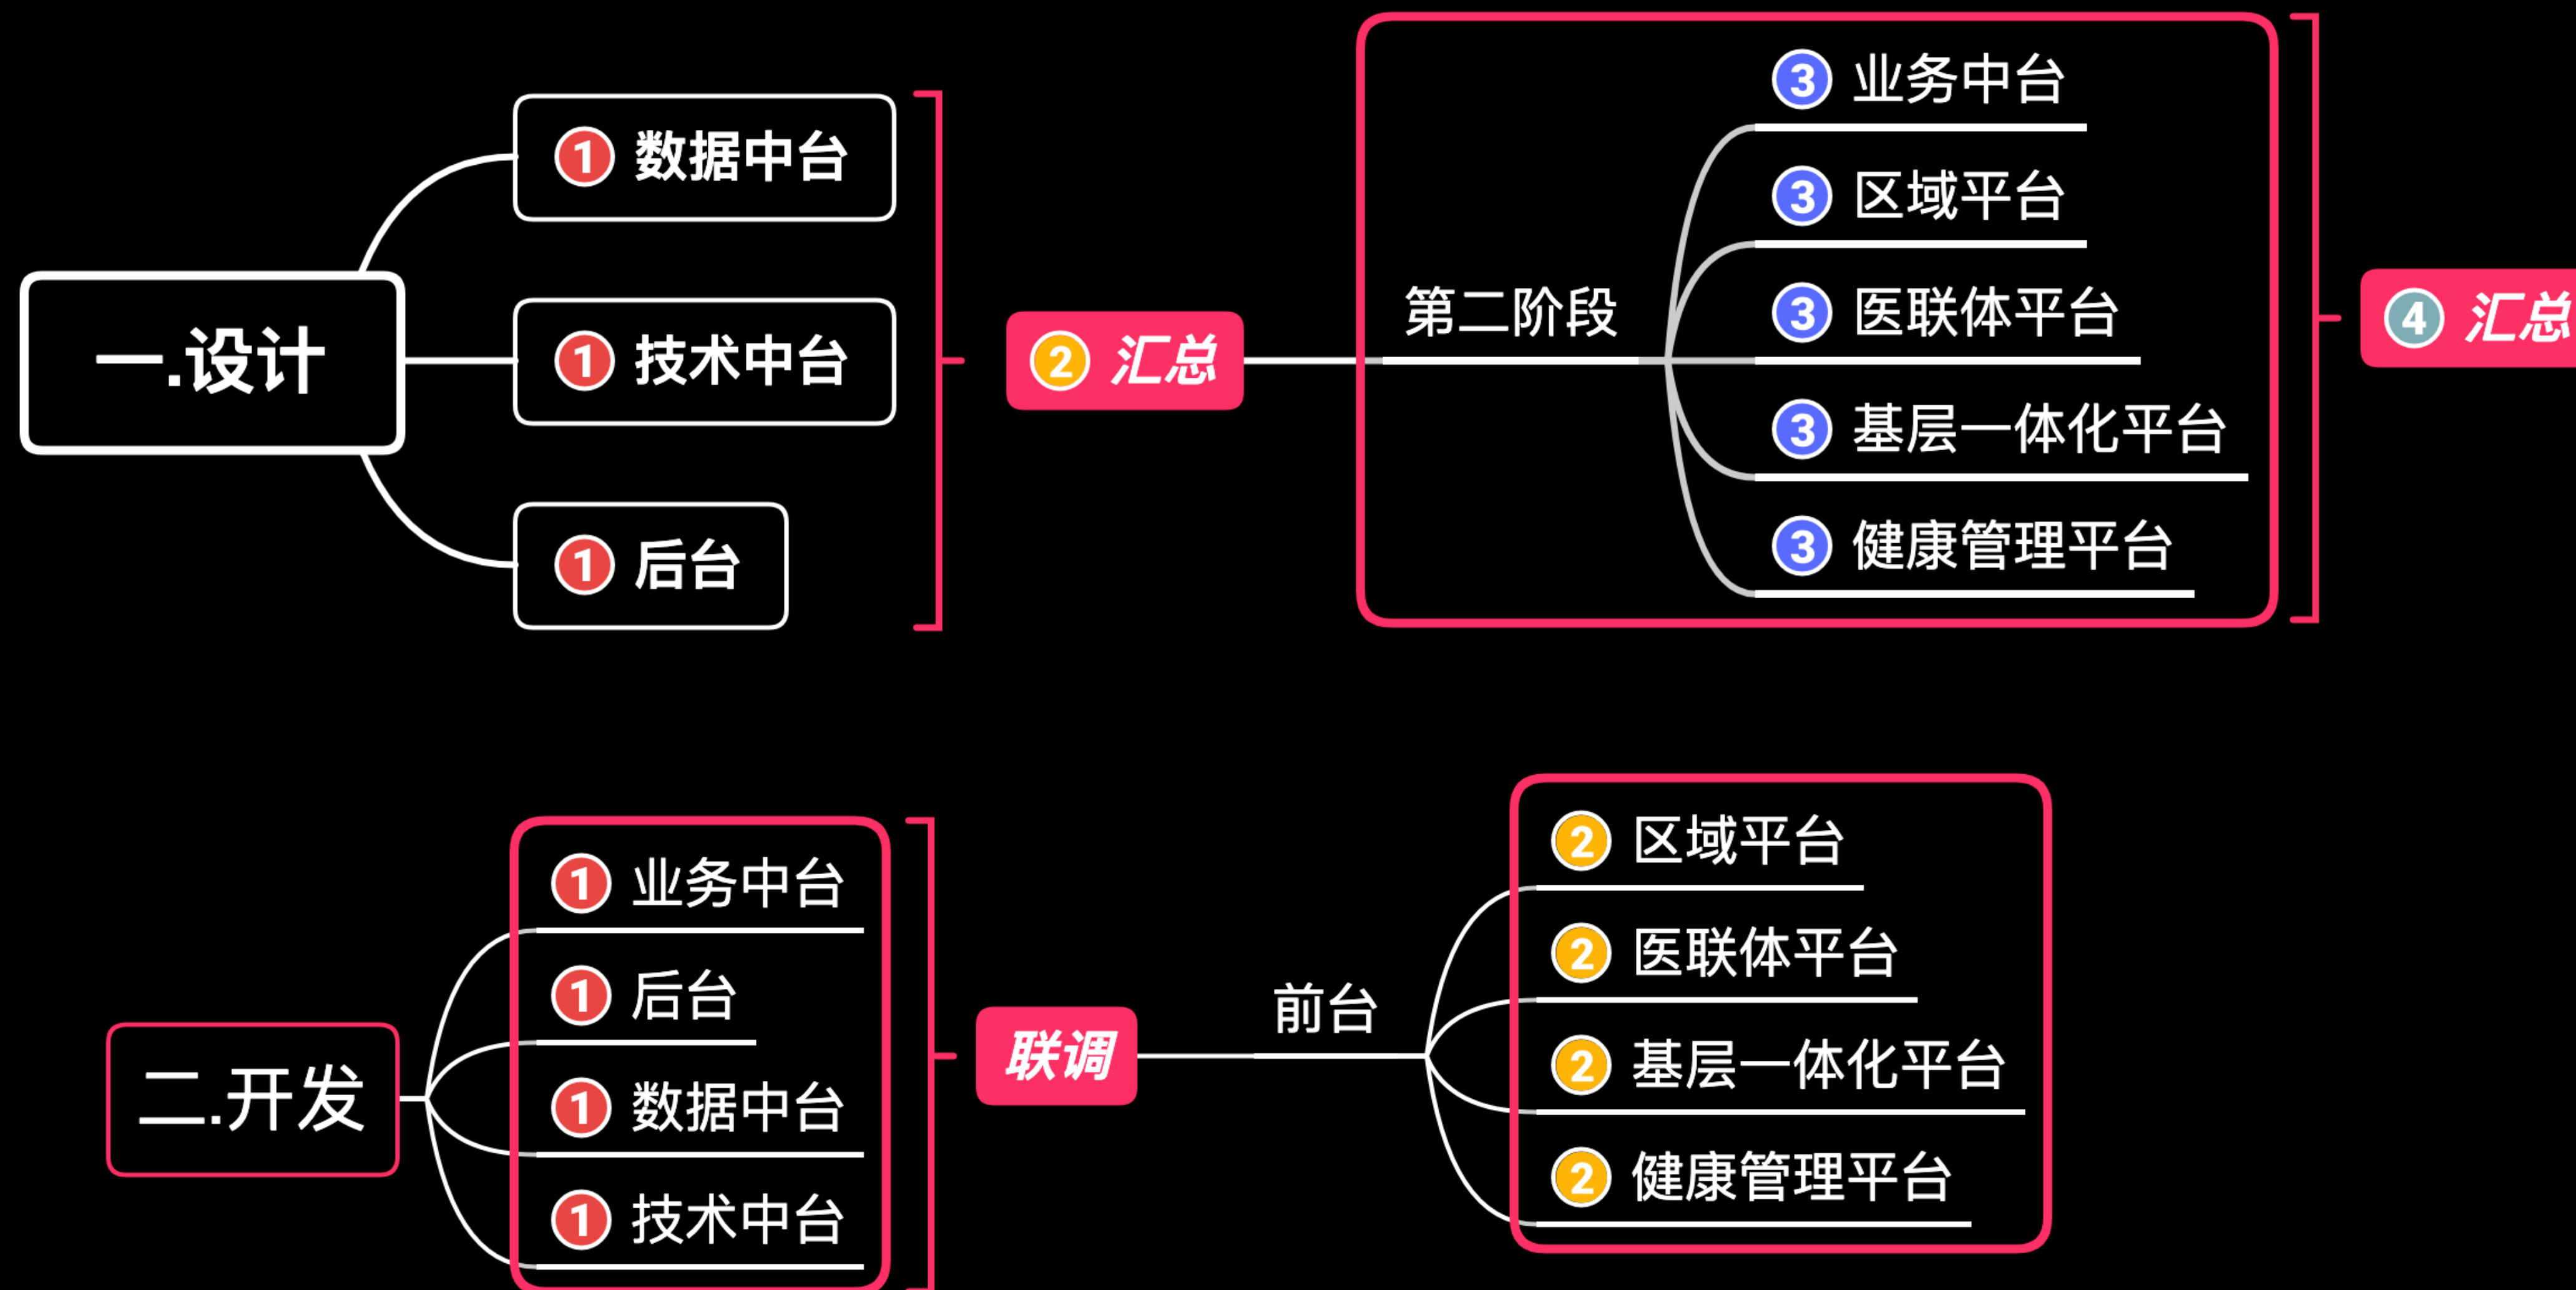 一.设计
1 数据中台
1 技术中台
1 后台
2 汇总
第二阶段
3 业务中台
3 区域平台
3 医联体平台
3 基层一体化平台
3 健康管理平台
4 汇总
二.开发
1 业务中台
1 后台
1 数据中台
1 技术中台
联调
前台
2 区域平台
2 医联体平台
2 基层一体化平台
2 健康管理平台